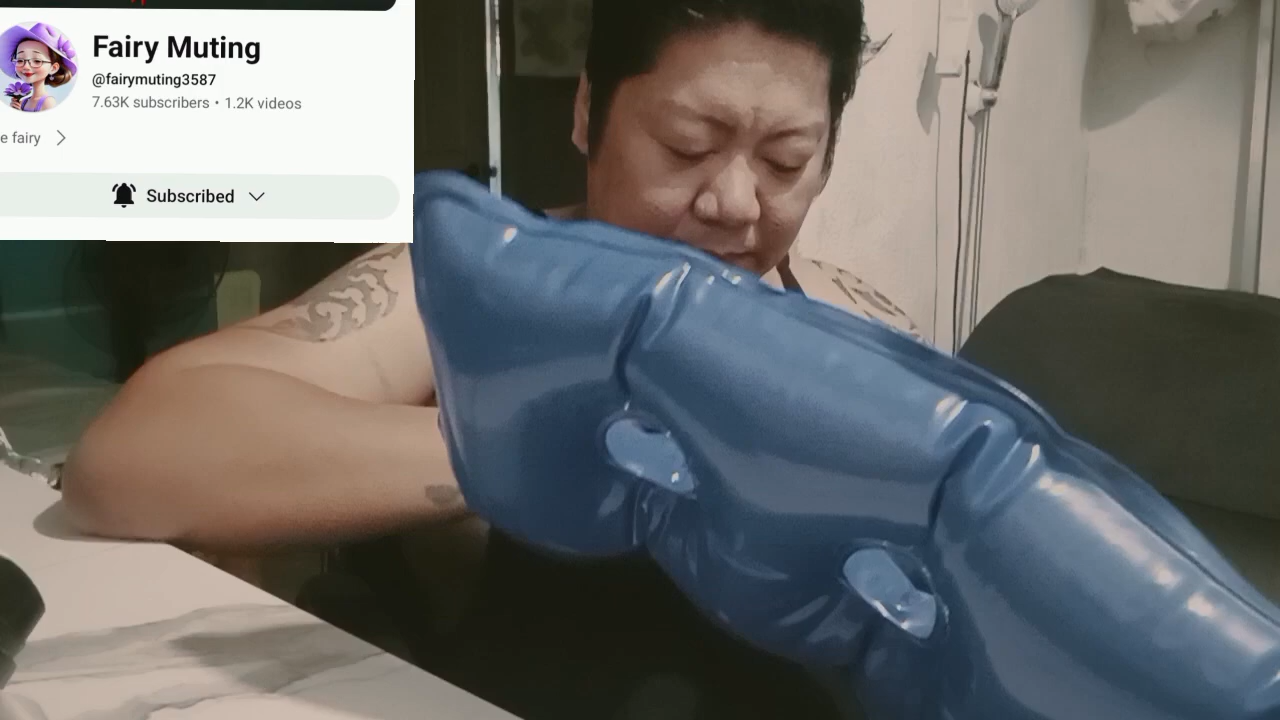 Fairy Muting
@fairymuting3587
7.63K subscribers • 1.2K videos
e fairy
Subscribed